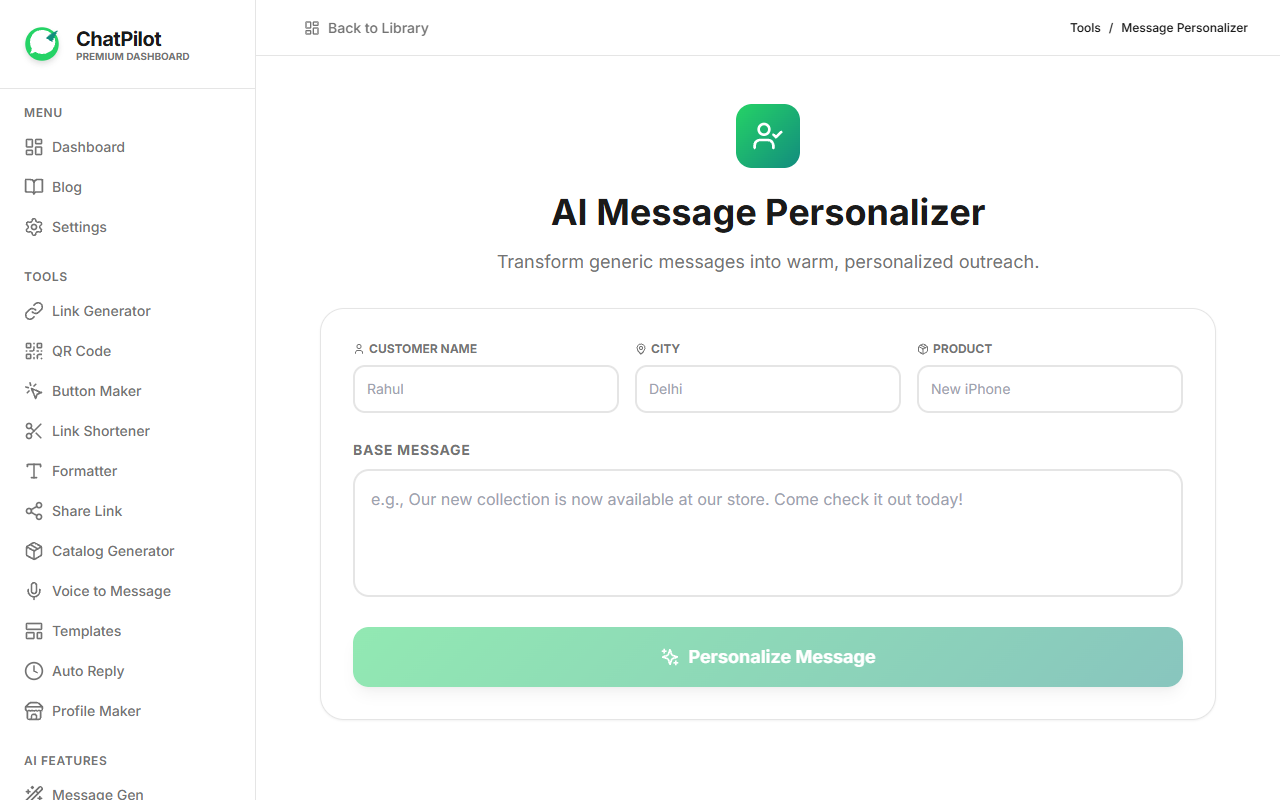 ChatPilot
PREMIUM DASHBOARD
MENU
Dashboard
Blog
Settings
TOOLS
Link Generator
QR Code
Button Maker
Link Shortener
Formatter
Share Link
Catalog Generator
Voice to Message
Templates
Auto Reply
Profile Maker
AI FEATURES
Message Gen
Back to Library
Tools / Message Personalizer
AI Message Personalizer
Transform generic messages into warm, personalized outreach.
CUSTOMER NAME CITY PRODUCT
Rahul Delhi New iPhone
BASE MESSAGE
e.g., Our new collection is now available at our store. Come check it out today!
Personalize Message